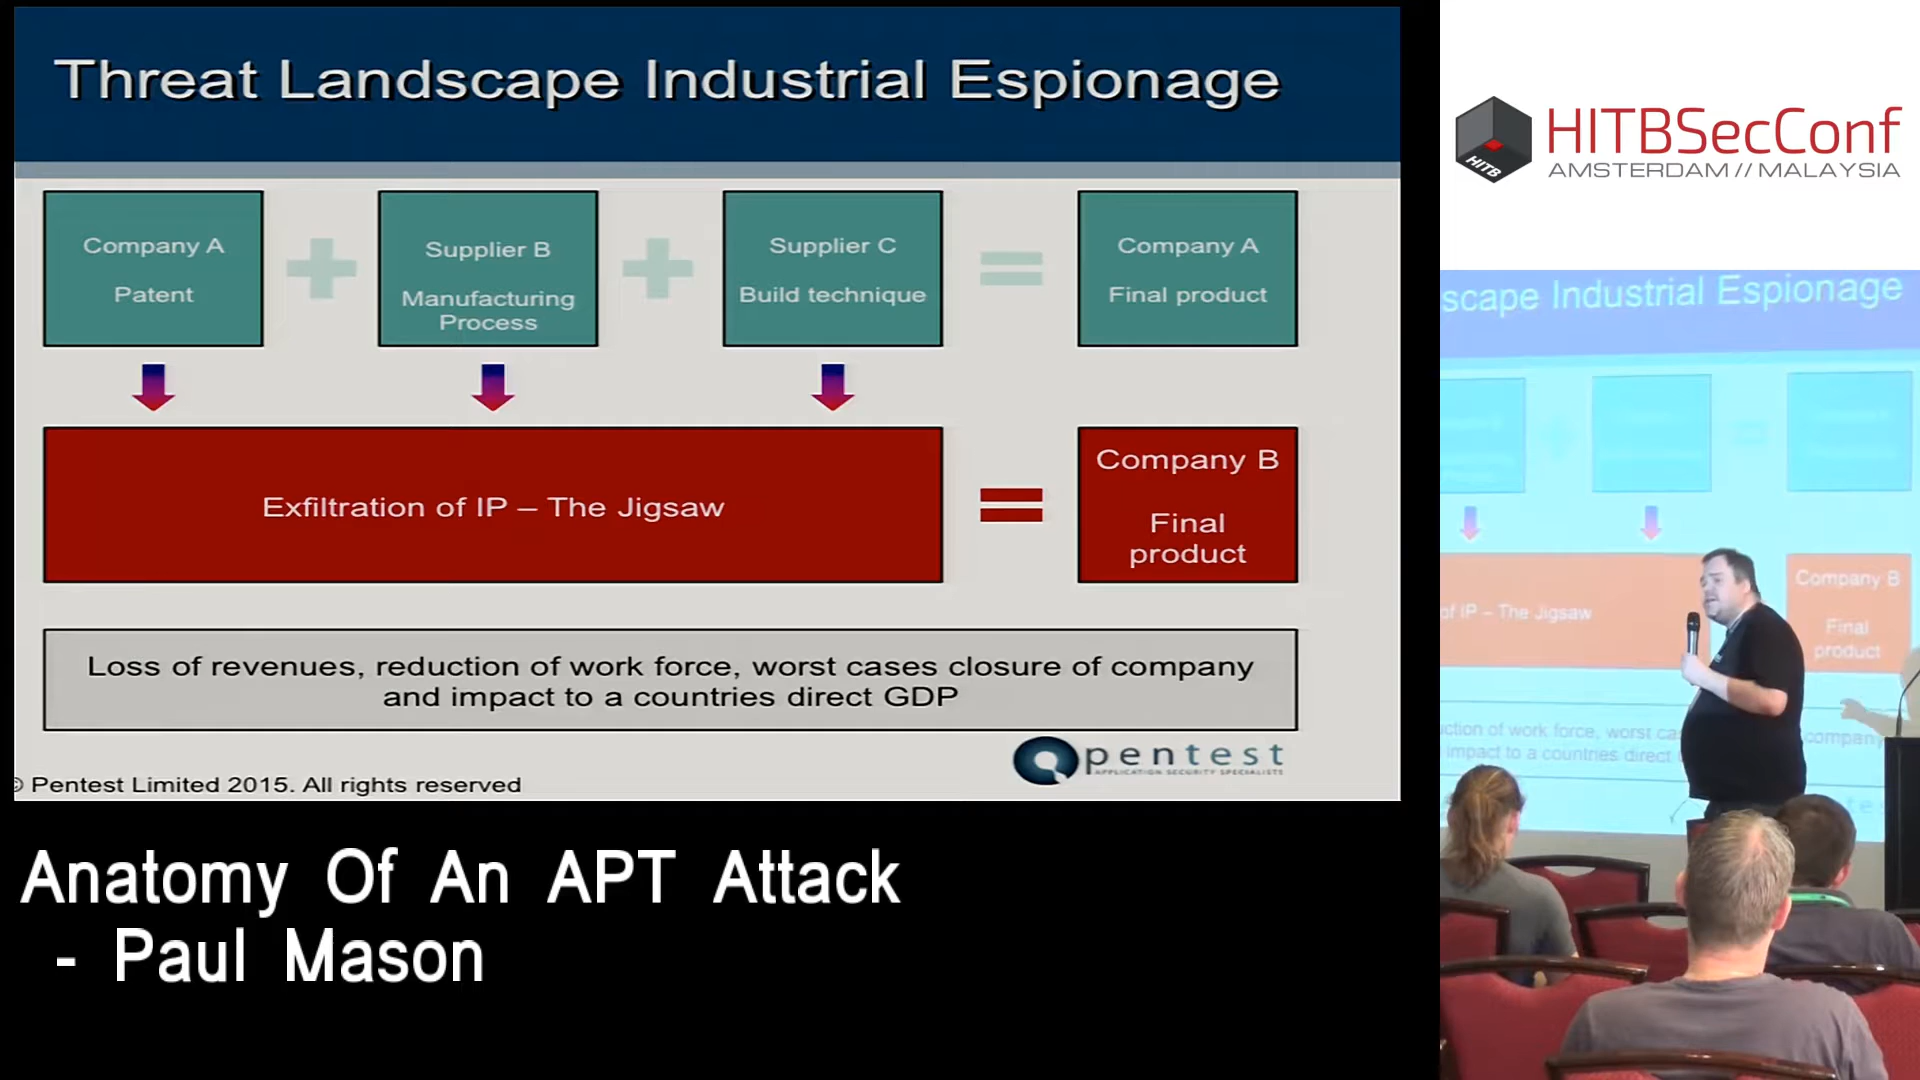 Threat Landscape Industrial Espionage
Company A
Patent
Supplier B
Manufacturing
Process
Supplier C
Build technique
Company A
Final product
Exfiltration of IP – The Jigsaw
Company B
Final
product
Loss of revenues, reduction of work force, worst cases closure of company
and impact to a countries direct GDP
© Pentest Limited 2015. All rights reserved
pentest
APPLICATION SECURITY SPECIALISTS
Anatomy Of An APT Attack
- Paul Mason
HITB
HITBSecConf
AMSTERDAM // MALAYSIA
scape Industrial Espionage
of IP – The Jigsaw
Company B
Final
product
ction of work force, worst ca
company
impact to a countries direct